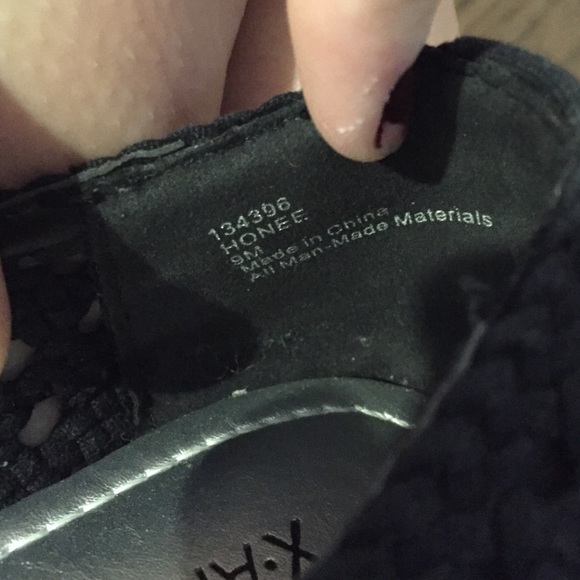 134396
HONEE
9M
Made in China
All Man-Made Materials